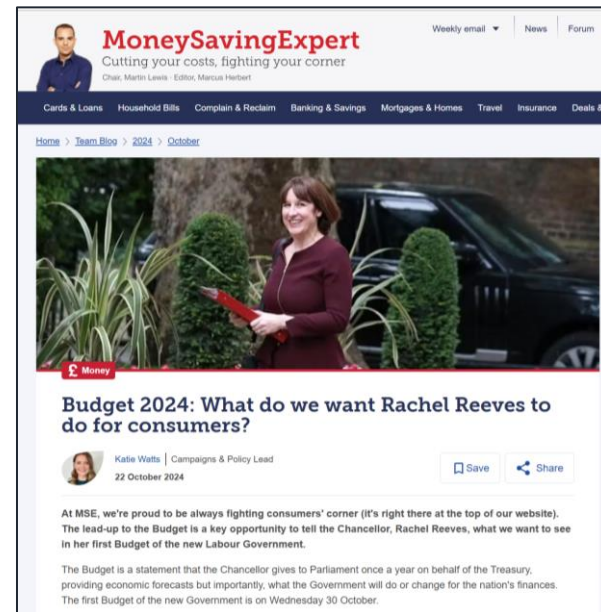 Weekly email
News
Forum
MoneySavingExpert
Cutting your costs, fighting your corner
Chair, Martin Lewis · Editor, Marcus Herbert
Cards & Loans Household Bills Complain & Reclaim Banking & Savings Mortgages & Homes Travel Insurance Deals &
Home > Team Blog > 2024 > October
£ Money
Budget 2024: What do we want Rachel Reeves to
do for consumers?
Katie Watts | Campaigns & Policy Lead
22 October 2024
Save
Share
At MSE, we're proud to be always fighting consumers' corner (it's right there at the top of our website).
The lead-up to the Budget is a key opportunity to tell the Chancellor, Rachel Reeves, what we want to see
in her first Budget of the new Labour Government.
The Budget is a statement that the Chancellor gives to Parliament once a year on behalf of the Treasury,
providing economic forecasts but importantly, what the Government will do or change for the nation's finances.
The first Budget of the new Government is on Wednesday 30 October.